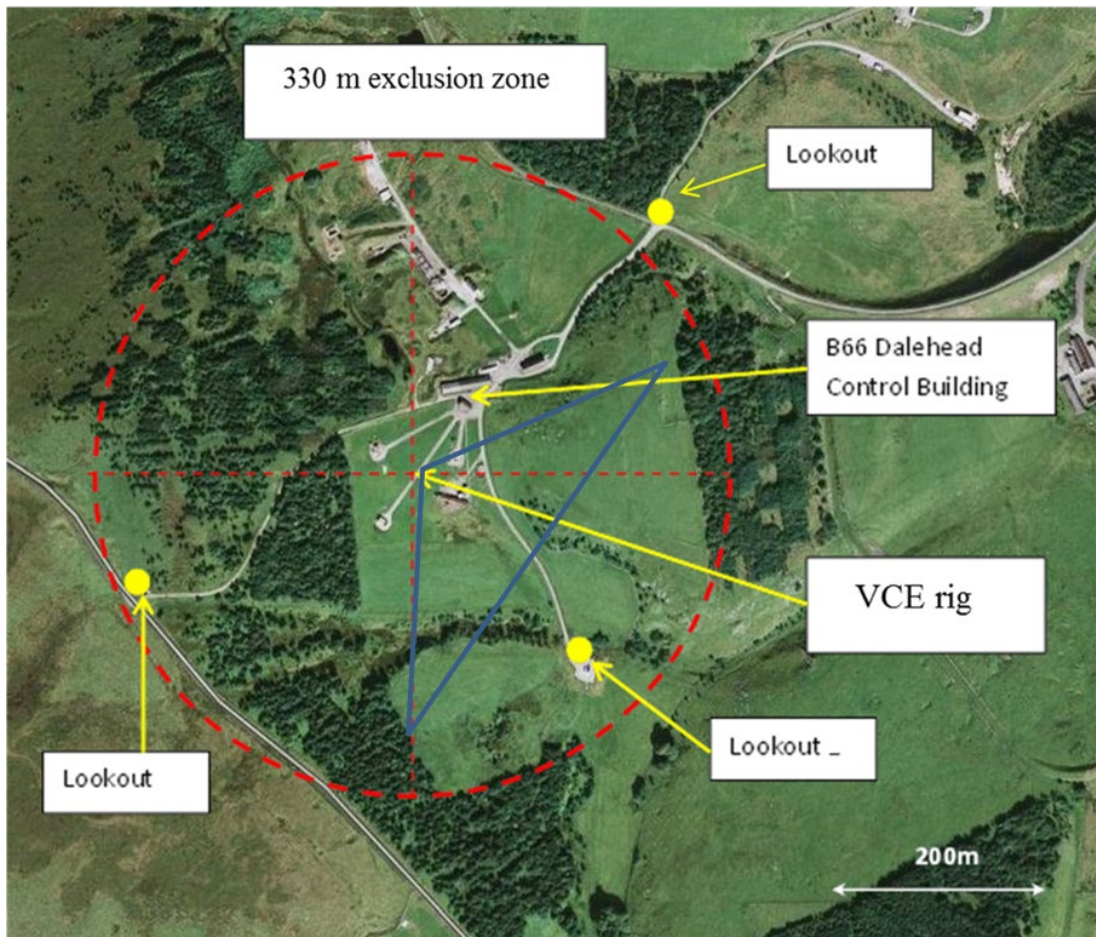 330 m exclusion zone
Lookout
B66 Dalehead
Control Building
VCE rig
Lookout _
Lookout
200m